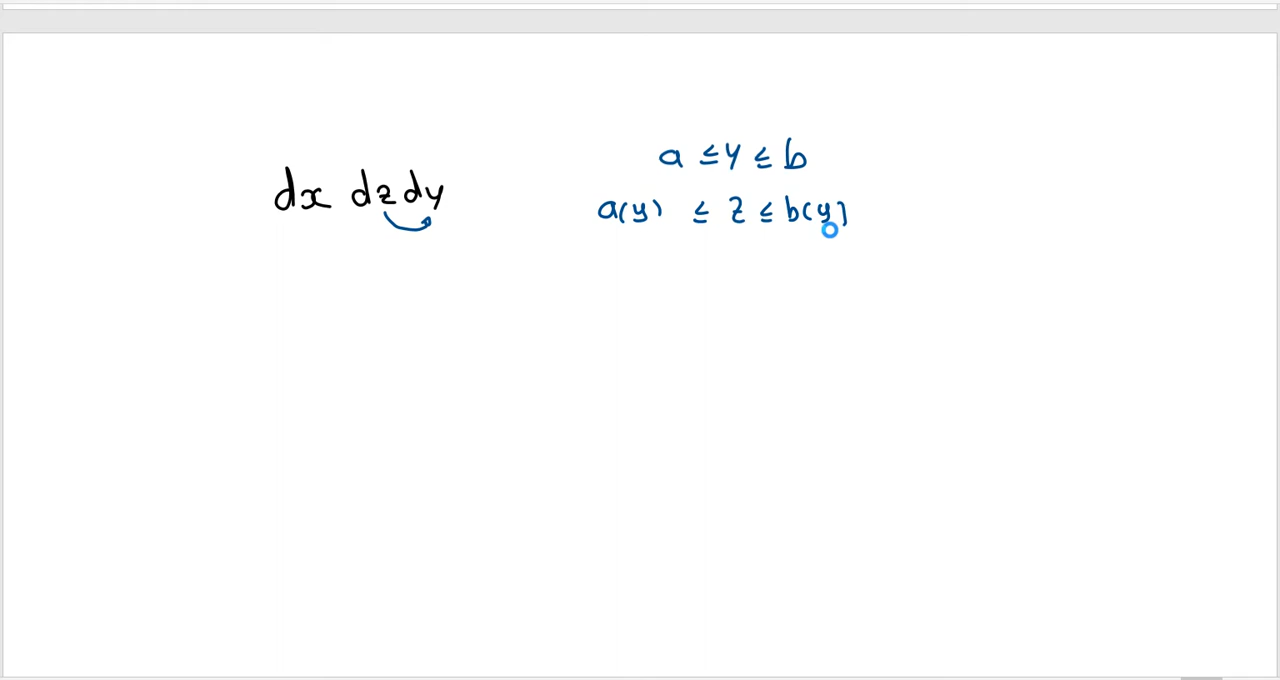 a ≤ y ≤ b
dx dz dy
a(y) ≤ z ≤ b(y)